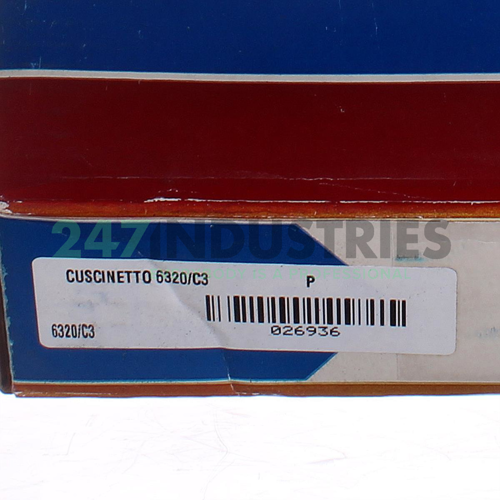 247INDUSTRIES
CUSCINETTO 6320/C3 P
026936
6320/C3